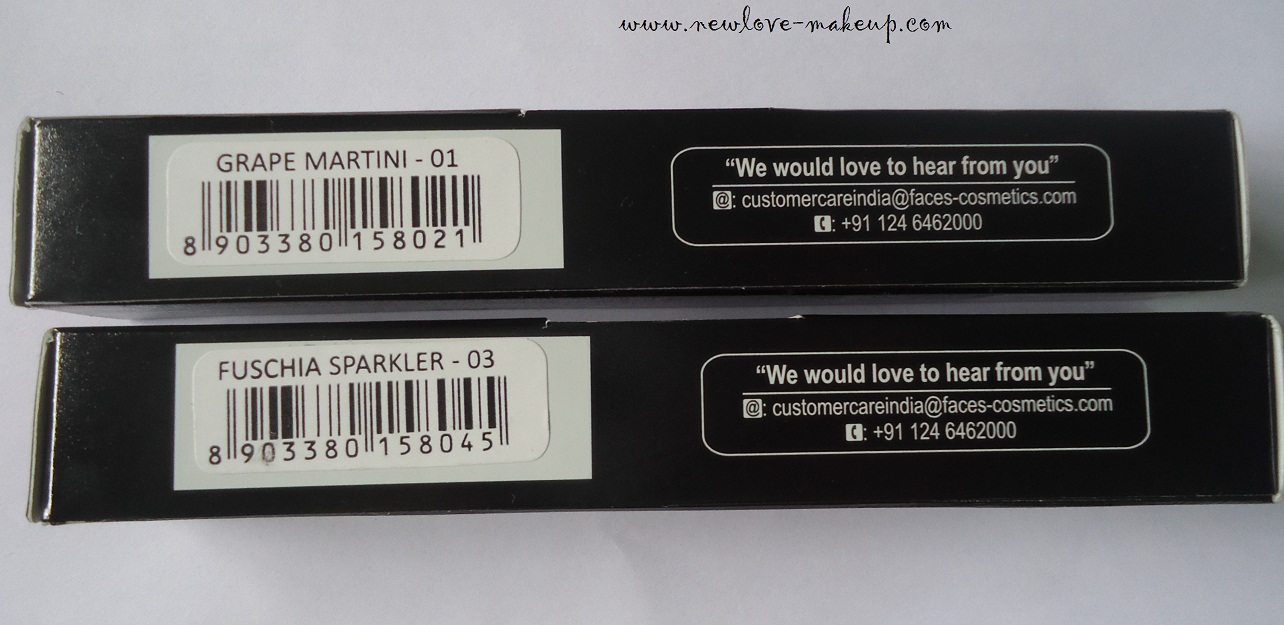 www.newlove-makeup.com
GRAPE MARTINI - 01
8 903380 158021
“We would love to hear from you”
@: customercareindia@faces-cosmetics.com
: +91 124 6462000
FUSCHIA SPARKLER - 03
8 903380 158045
“We would love to hear from you”
@: customercareindia@faces-cosmetics.com
: +91 124 6462000